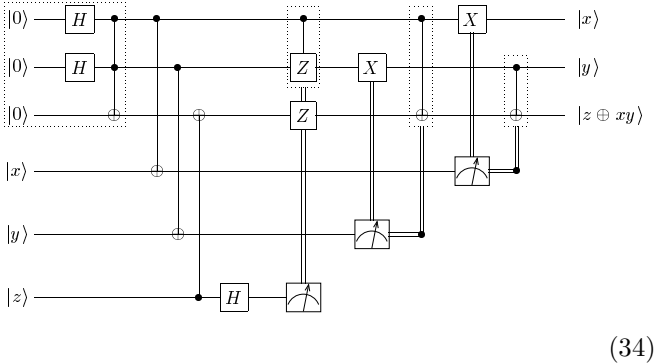 |0⟩ H X |x⟩
|0⟩ H Z X |y⟩
|0⟩ Z |z ⊕ xy⟩
|x⟩
|y⟩
|z⟩ H
(34)